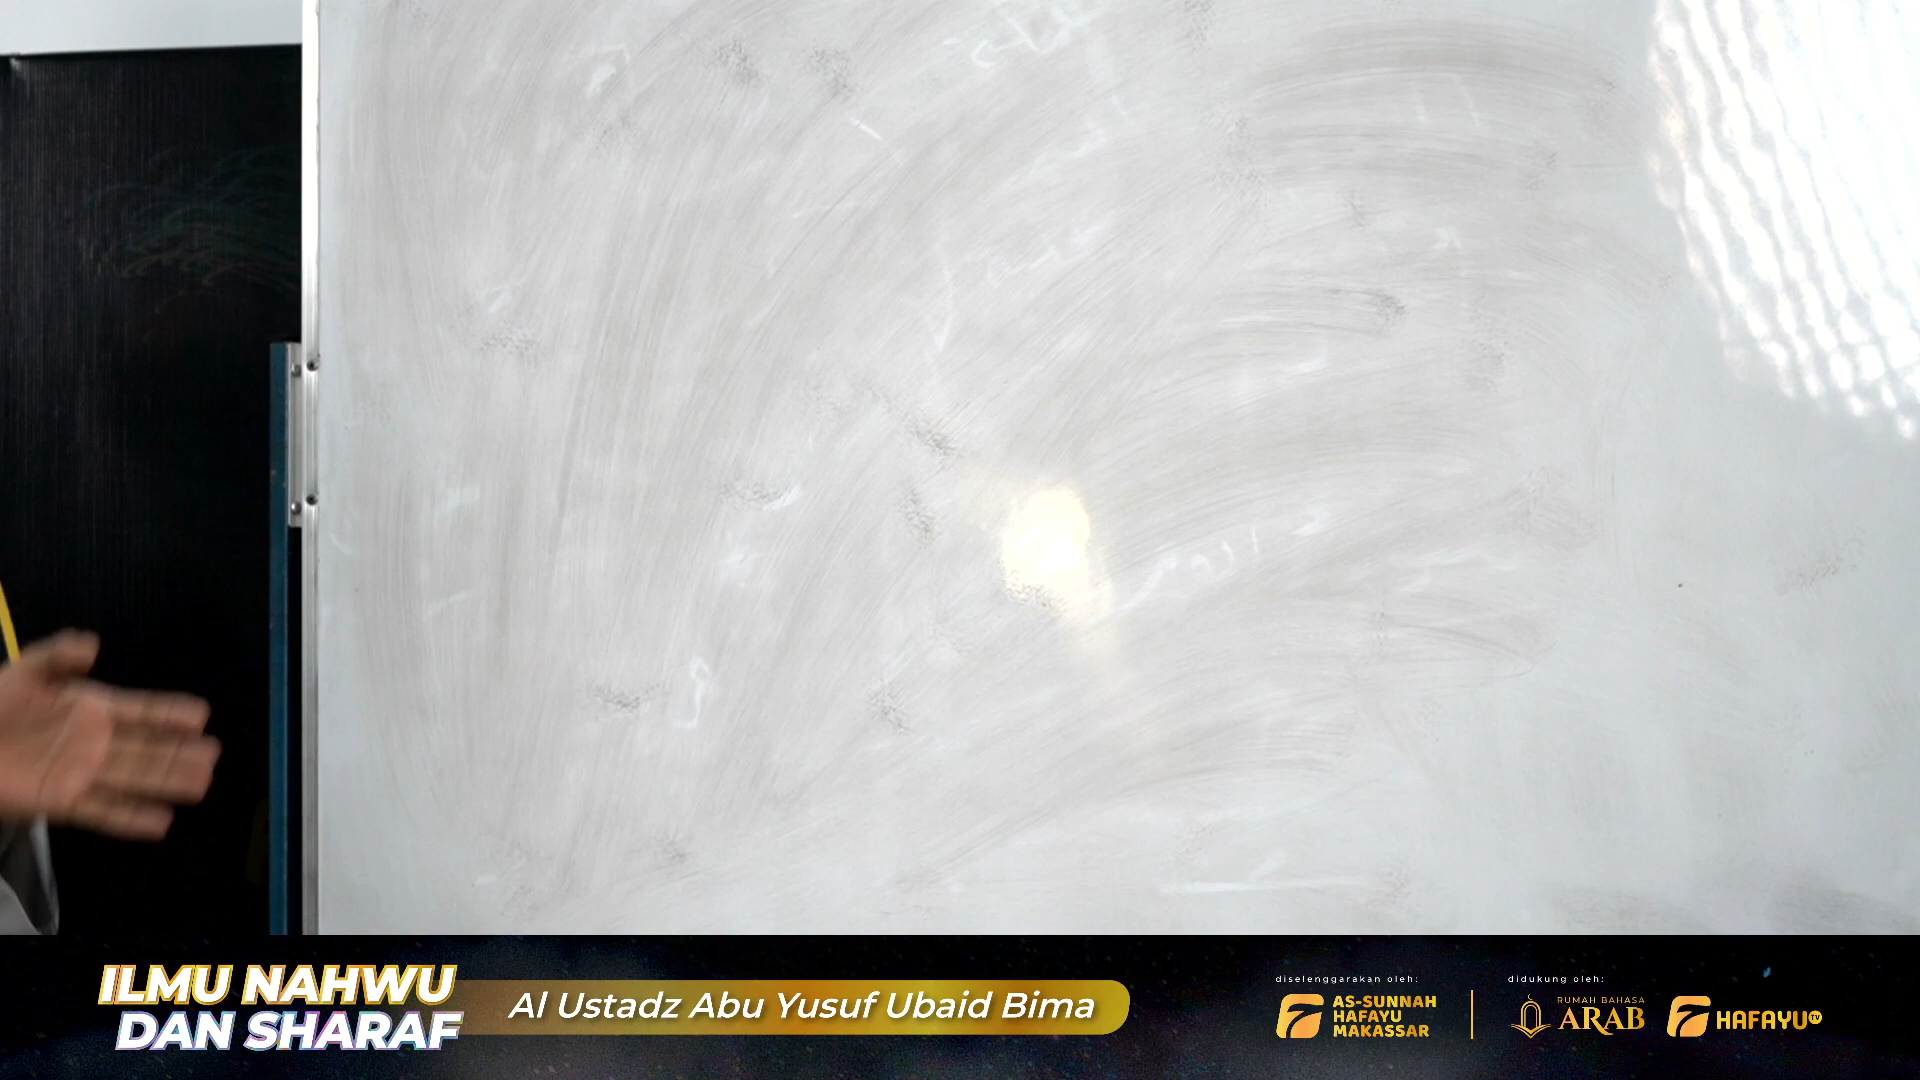 ILMU NAHWU
DAN SHARAF
Al Ustadz Abu Yusuf Ubaid Bima
diselenggarakan oleh:
AS-SUNNAH
HAFAYU
MAKASSAR
didukung oleh:
RUMAH BAHASA
ARAB
HAFAYU TV